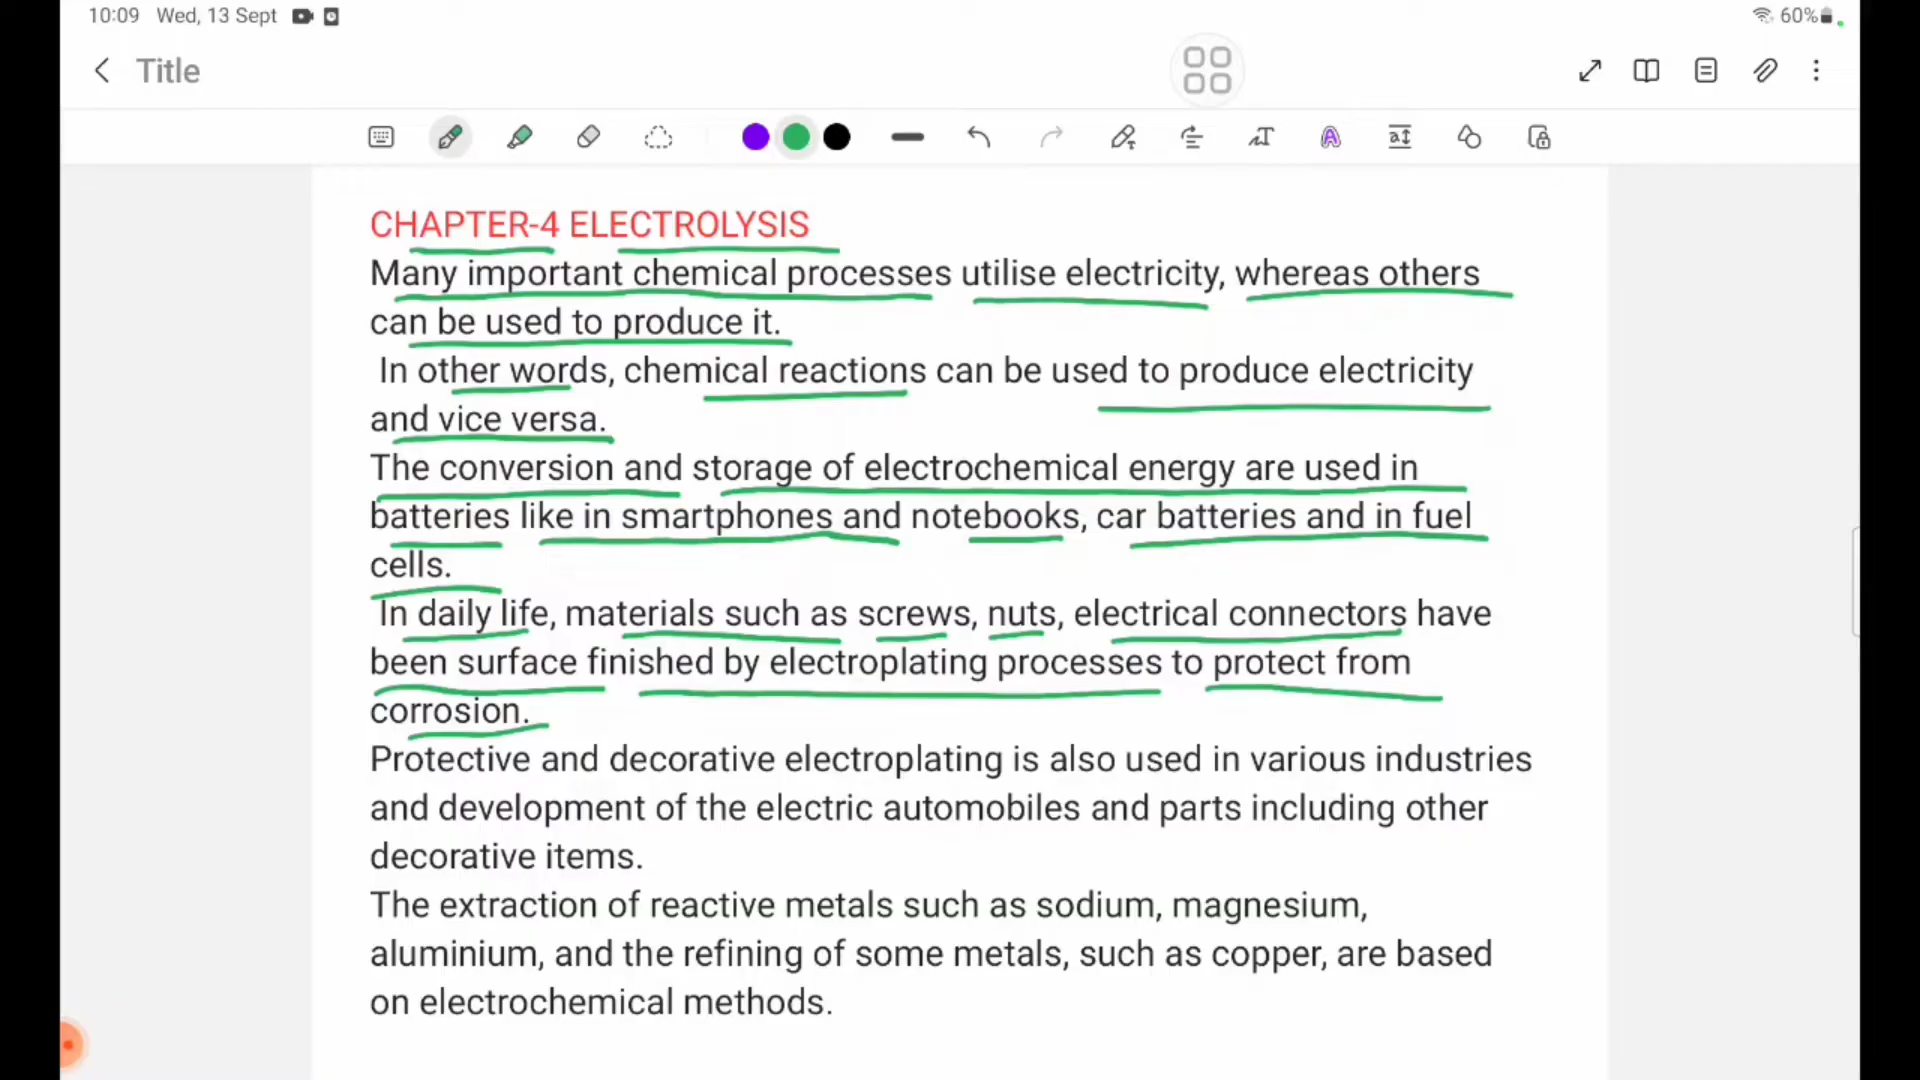 10:09 Wed, 13 Sept 60%
Title
CHAPTER-4 ELECTROLYSIS
Many important chemical processes utilise electricity, whereas others
can be used to produce it.
In other words, chemical reactions can be used to produce electricity
and vice versa.
The conversion and storage of electrochemical energy are used in
batteries like in smartphones and notebooks, car batteries and in fuel
cells.
In daily life, materials such as screws, nuts, electrical connectors have
been surface finished by electroplating processes to protect from
corrosion.
Protective and decorative electroplating is also used in various industries
and development of the electric automobiles and parts including other
decorative items.
The extraction of reactive metals such as sodium, magnesium,
aluminium, and the refining of some metals, such as copper, are based
on electrochemical methods.